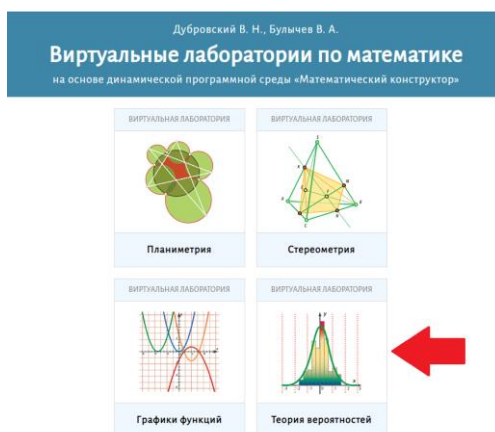 Дубровский В. Н., Булычев В. А.
Виртуальные лаборатории по математике
на основе динамической программной среды «Математический конструктор»
ВИРТУАЛЬНАЯ ЛАБОРАТОРИЯ
Планиметрия
ВИРТУАЛЬНАЯ ЛАБОРАТОРИЯ
Стереометрия
ВИРТУАЛЬНАЯ ЛАБОРАТОРИЯ
Графики функций
ВИРТУАЛЬНАЯ ЛАБОРАТОРИЯ
Теория вероятностей